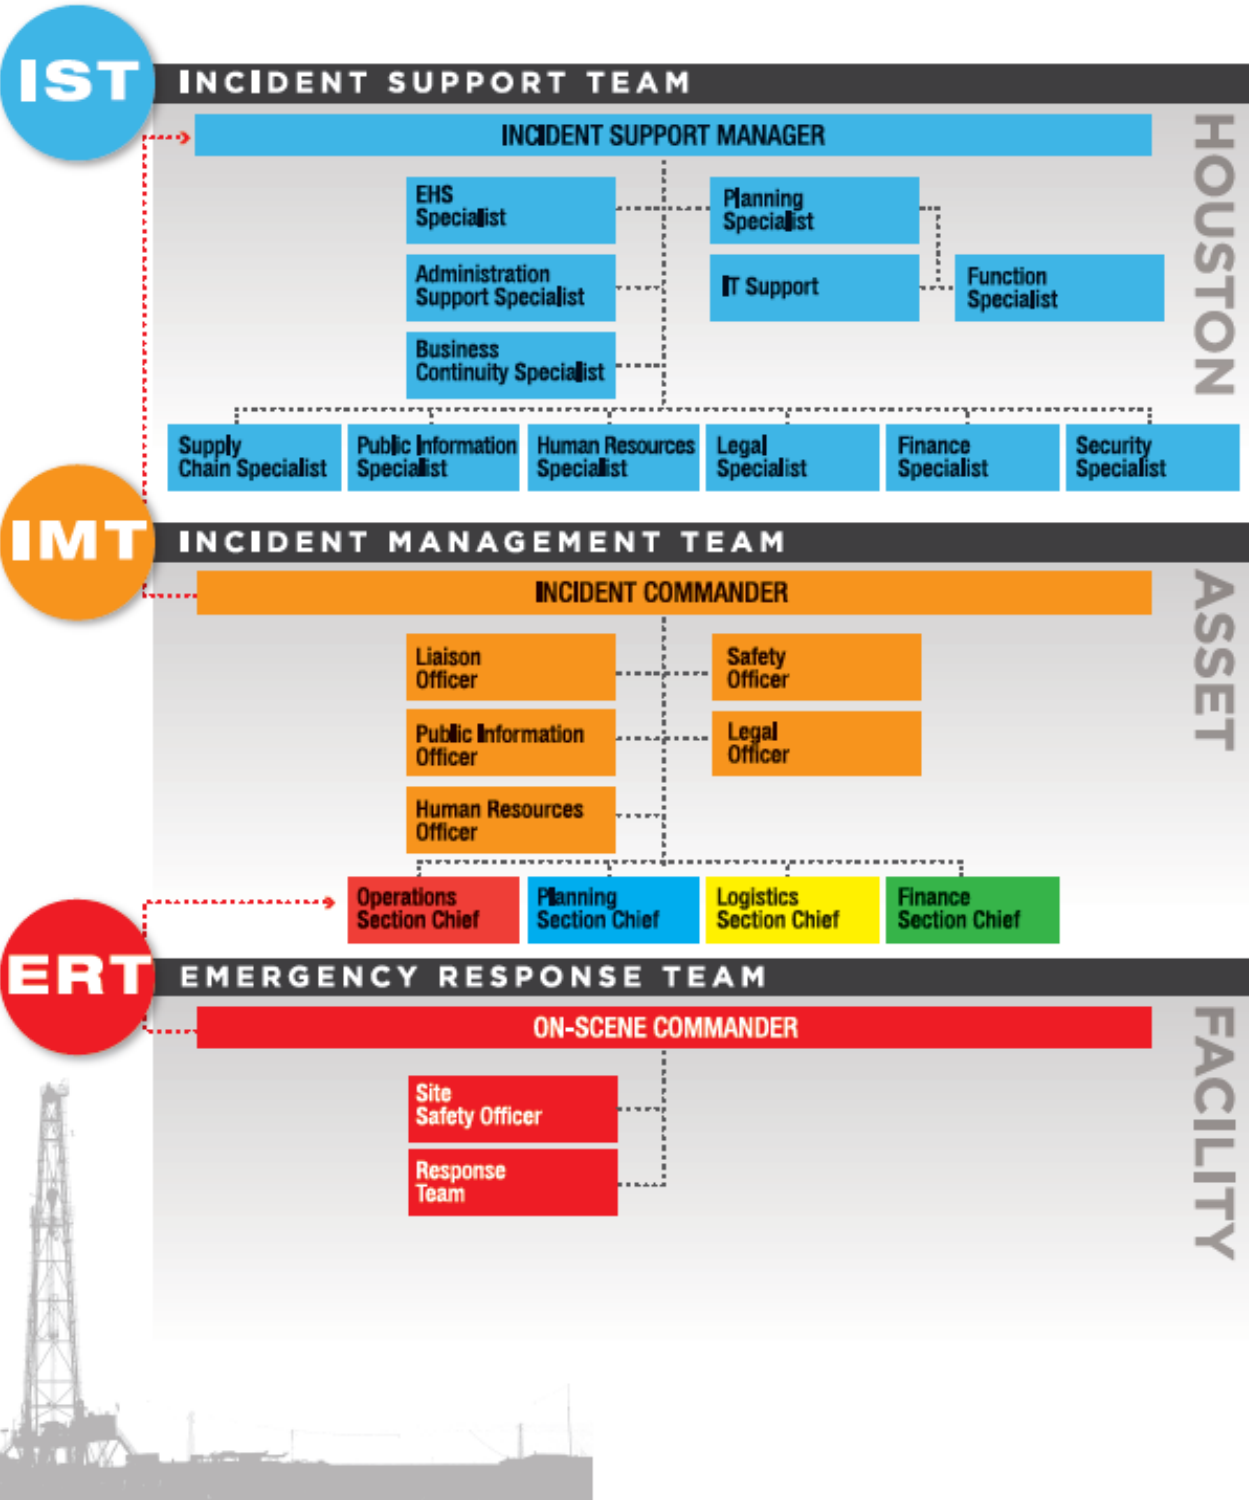 IST
INCIDENT SUPPORT TEAM
INCIDENT SUPPORT MANAGER
HOUSTON
EHS
Specialist
Planning
Specialist
Administration
Support Specialist
IT Support
Function
Specialist
Business
Continuity Specialist
Supply
Chain Specialist
Public Information
Specialist
Human Resources
Specialist
Legal
Specialist
Finance
Specialist
Security
Specialist
IMT
INCIDENT MANAGEMENT TEAM
INCIDENT COMMANDER
ASSET
Liaison
Officer
Safety
Officer
Public Information
Officer
Legal
Officer
Human Resources
Officer
Operations
Section Chief
Planning
Section Chief
Logistics
Section Chief
Finance
Section Chief
ERT
EMERGENCY RESPONSE TEAM
ON-SCENE COMMANDER
FACILITY
Site
Safety Officer
Response
Team